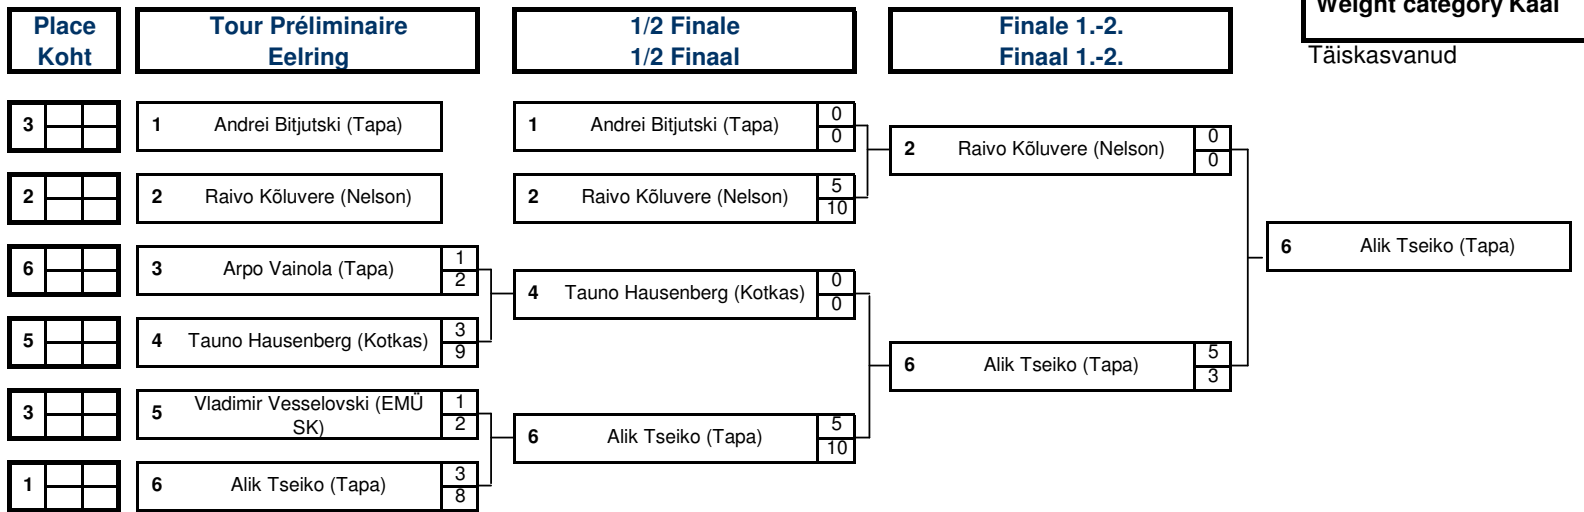 Weight category Kaal
Place
Koht
Tour Préliminaire
Eelring
1/2 Finale
1/2 Finaal
Finale 1.-2.
Finaal 1.-2.
Täiskasvanud
3
1 Andrei Bitjutski (Tapa)
1 Andrei Bitjutski (Tapa) 0
0
2 Raivo Kõluvere (Nelson) 0
0
2
2 Raivo Kõluvere (Nelson)
2 Raivo Kõluvere (Nelson) 5
10
6 Alik Tseiko (Tapa)
6
3 Arpo Vainola (Tapa) 1
2
4 Tauno Hausenberg (Kotkas) 0
0
5
4 Tauno Hausenberg (Kotkas) 3
9
6 Alik Tseiko (Tapa) 5
3
3
5 Vladimir Vesselovski (EMÜ
SK) 1
2
6 Alik Tseiko (Tapa) 5
10
1
6 Alik Tseiko (Tapa) 3
8